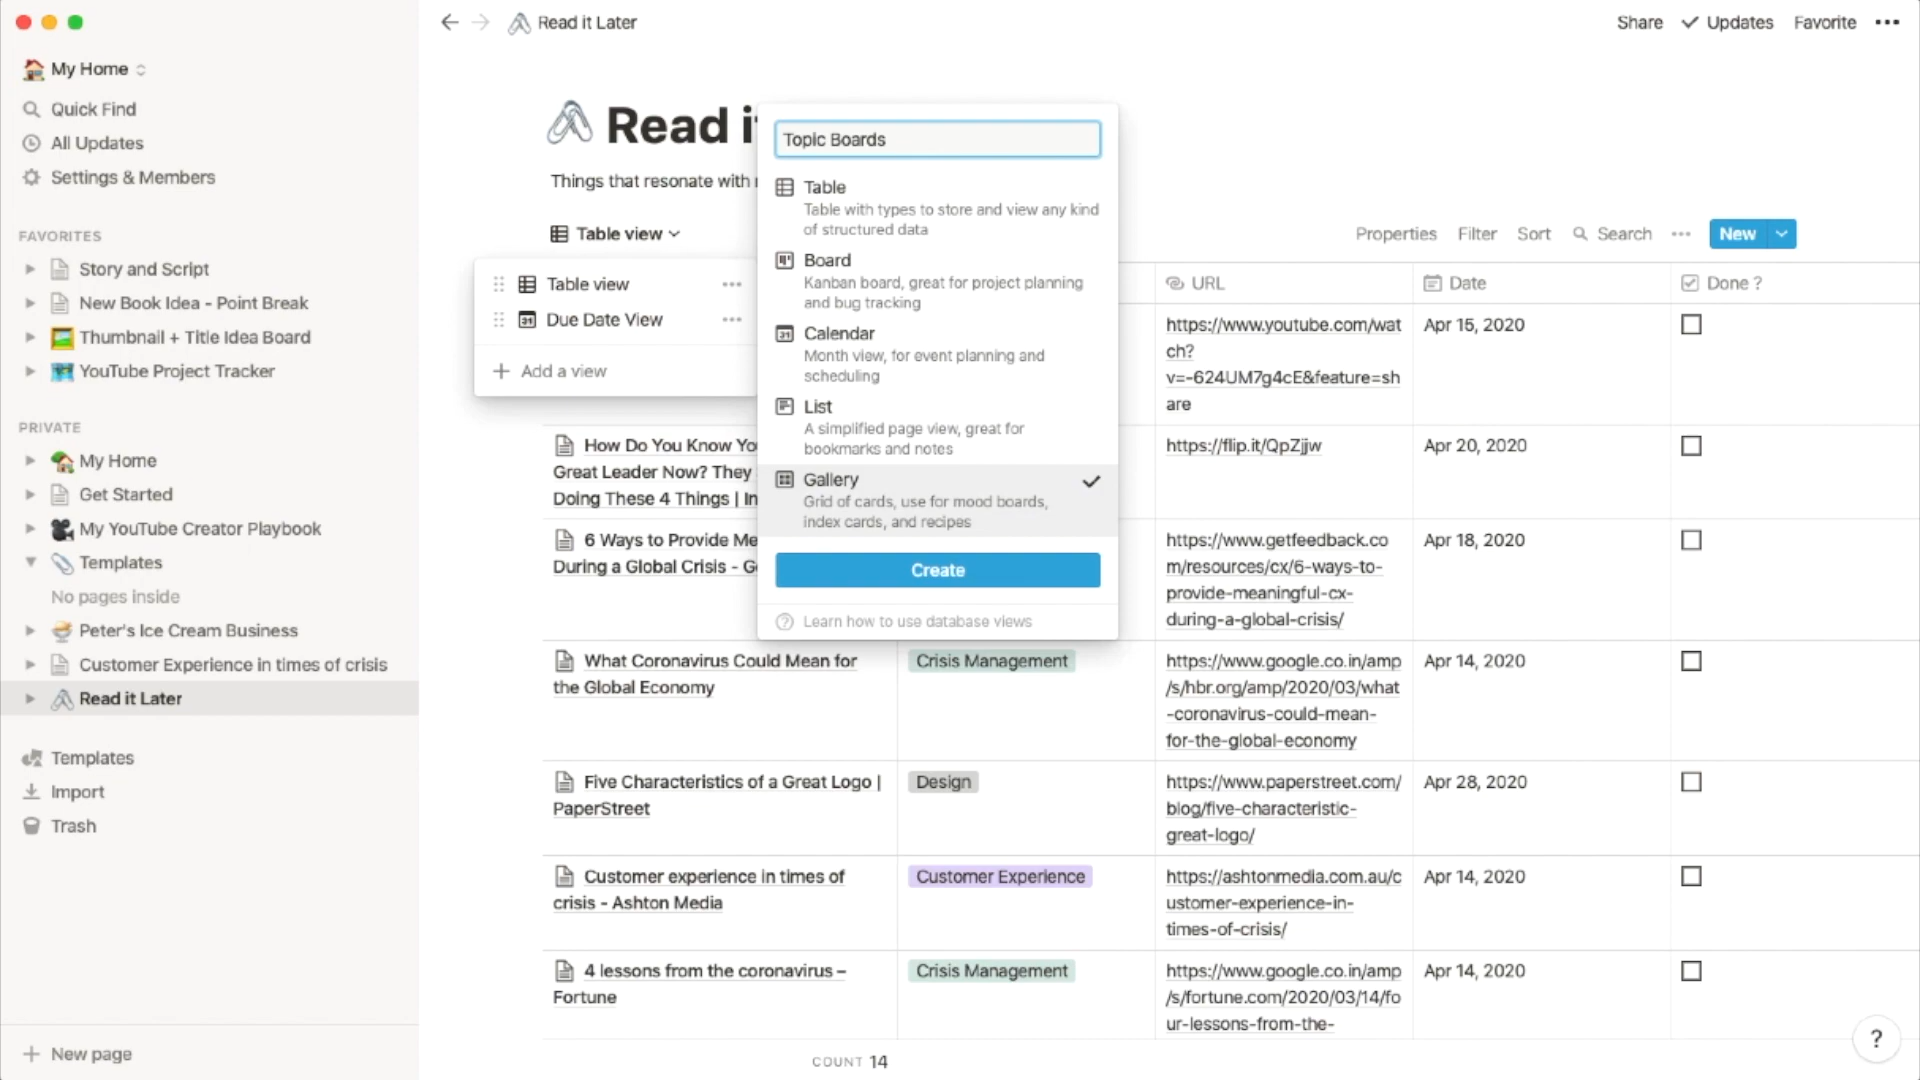 Read it Later
Share
Updates
Favorite
My Home
Quick Find
All Updates
Settings & Members
FAVORITES
Story and Script
New Book Idea - Point Break
Thumbnail + Title Idea Board
YouTube Project Tracker
PRIVATE
My Home
Get Started
My YouTube Creator Playbook
Templates
No pages inside
Peter's Ice Cream Business
Customer Experience in times of crisis
Read it Later
Templates
Import
Trash
New page
Read
Things that resonate with
Table view
Properties
Filter
Sort
Search
New
Table view
Due Date View
Add a view
Topic Boards
Table
Table with types to store and view any kind
of structured data
Board
Kanban board, great for project planning
and bug tracking
Calendar
Month view, for event planning and
scheduling
List
A simplified page view, great for
bookmarks and notes
Gallery
Grid of cards, use for mood boards,
index cards, and recipes
Create
Learn how to use database views
URL
Date
Done ?
https://www.youtube.com/wat
ch?
v=-624UM7g4cE&feature=sh
are
Apr 15, 2020
How Do You Know
Great Leader Now? They
Doing These 4 Things |
https://flip.it/QpZjjw
Apr 20, 2020
6 Ways to Provide
During a Global Crisis -
https://www.getfeedback.co
m/resources/cx/6-ways-to-
provide-meaningful-cx-
during-a-global-crisis/
Apr 18, 2020
What Coronavirus Could Mean for
the Global Economy
Crisis Management
https://www.google.co.in/amp
/s/hbr.org/amp/2020/03/what
-coronavirus-could-mean-
for-the-global-economy
Apr 14, 2020
Five Characteristics of a Great Logo |
PaperStreet
Design
https://www.paperstreet.com/
blog/five-characteristic-
great-logo/
Apr 28, 2020
Customer experience in times of
crisis - Ashton Media
Customer Experience
https://ashtonmedia.com.au/c
ustomer-experience-in-
times-of-crisis/
Apr 14, 2020
4 lessons from the coronavirus –
Fortune
Crisis Management
https://www.google.co.in/amp
/s/fortune.com/2020/03/14/fo
ur-lessons-from-the-
Apr 14, 2020
COUNT 14
?